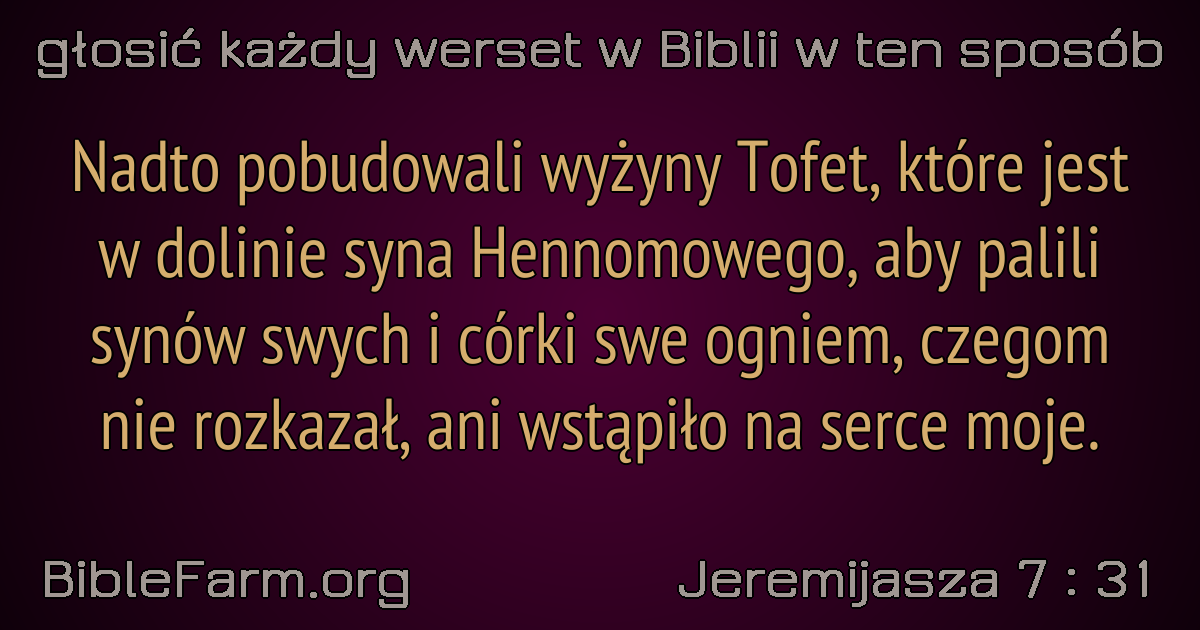 głosić każdy werset w Biblii w ten sposób
Nadto pobudowali wyżyny Tofet, które jest
w dolinie syna Hennomowego, aby palili
synów swych i córki swe ogniem, czegom
nie rozkazał, ani wstąpiło na serce moje.
BibleFarm.org
Jeremijasza 7 : 31